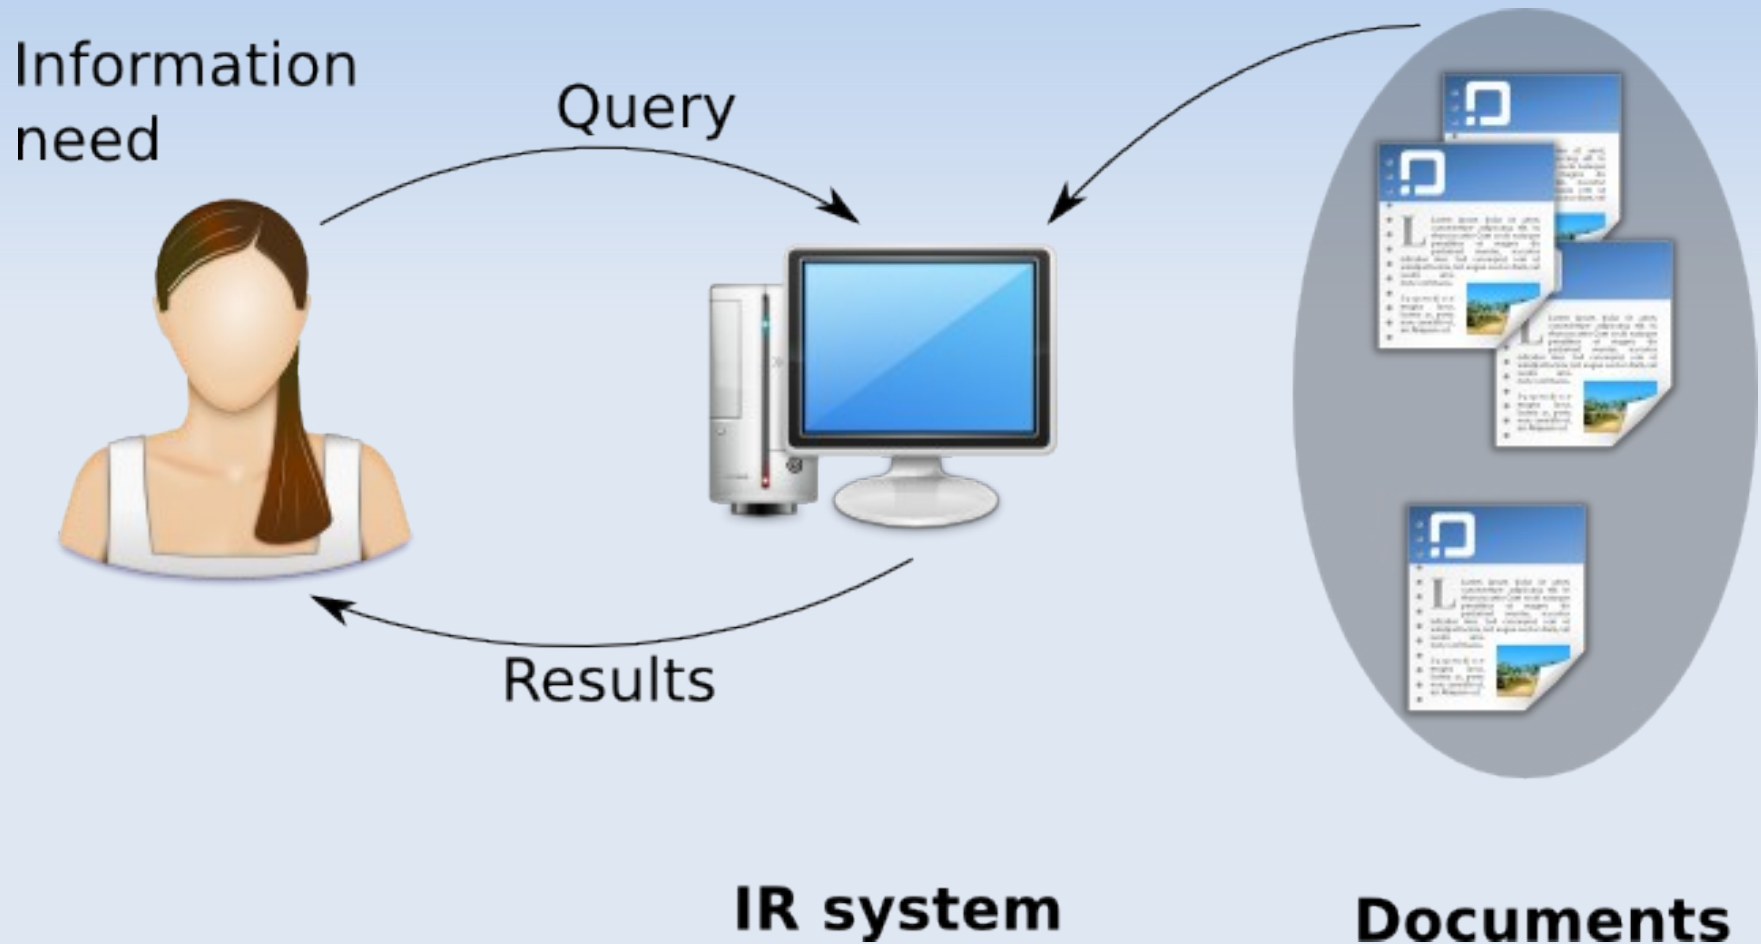 Information
need
Query
Results
IR system
Documents